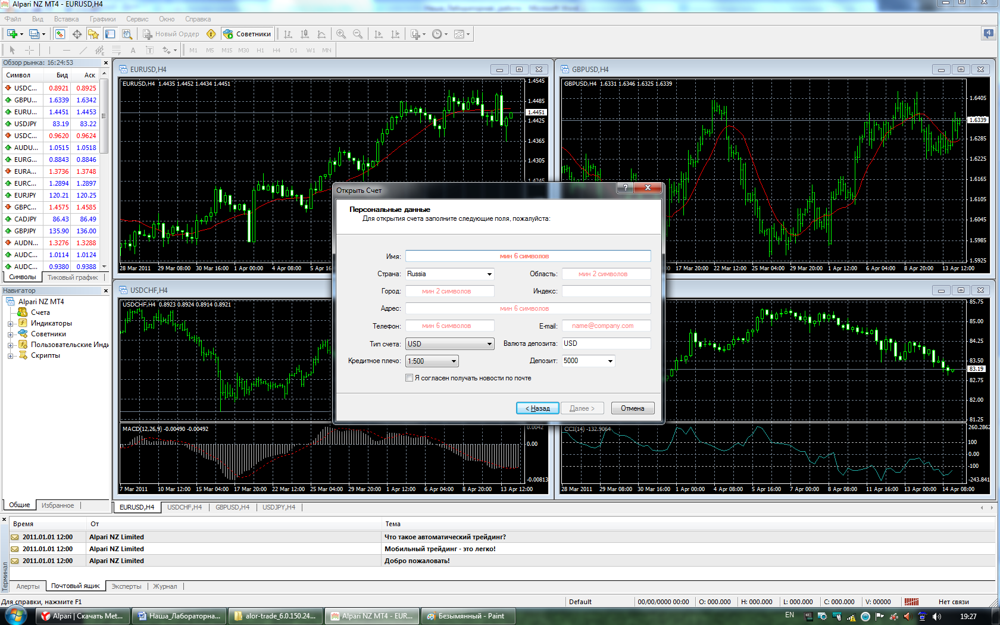 Alpari NZ MT4 - EURUSD,H4
Файл Вид Вставка Графики Сервис Окно Справка
Новый Ордер Советники 4
A T M1 M5 M15 M30 H1 H4 D1 W1 MN
Обзор рынка: 16:24:53
Символ Бид Аск
USDC... 0.8921 0.8925
GBPU... 1.6339 1.6342
EURU... 1.4451 1.4453
USDJPY 83.19 83.22
USDC... 0.9620 0.9624
AUDU... 1.0515 1.0518
EURG... 0.8843 0.8846
EURA... 1.3736 1.3748
EURC... 1.2894 1.2897
EURJPY 120.21 120.25
GBPC... 1.4575 1.4585
CADJPY 86.43 86.49
GBPJPY 135.90 136.00
AUDN... 1.3276 1.3288
AUDC... 1.0114 1.0124
AUDC... 0.9380 0.9388
Символы Тиковый график
Навигатор
Alpari NZ MT4
Счета
Индикаторы
Советники
Пользовательские Инди
Скрипты
Общие Избранное
EURUSD,H4
EURUSD,H4 1.4435 1.4452 1.4434 1.4451
1.4545
1.4485
1.4451
1.4425
1.4365
1.4305
1.4245
28 Mar 2011 29 Mar 08:00 30 Mar 16:00 1 Apr 00:00 4 Apr 08:00 5 Apr 16
GBPUSD,H4
GBPUSD,H4 1.6331 1.6346 1.6325 1.6339
1.6405
1.6339
1.6285
1.6225
1.6165
1.6105
1.6045
1.5985
1.5925
17 Mar 20:00 22 Mar 12:00 25 Mar 04:00 29 Mar 20:00 1 Apr 12:00 6 Apr 04:00 8 Apr 20:00 13 Apr 12:00
Открыть Счет
Персональные данные
Для открытия счета заполните следующие поля, пожалуйста:
Имя: мин 6 символов
Страна: Russia Область: мин 2 символов
Город: мин 2 символов Индекс:
Адрес: мин 6 символов
Телефон: мин 6 символов E-mail: name@company.com
Тип счета: USD Валюта депозита: USD
Кредитное плечо: 1:500 Депозит: 5000
Я согласен получать новости по почте
< Назад Далее > Отмена
USDCHF,H4
USDCHF,H4 0.8923 0.8924 0.8914 0.8921
MACD(12,26,9) -0.00490 -0.00492
0.0042
0.00
-0.00813
7 Mar 2011 10 Mar 12:00 15 Mar 04:00 17 Mar 20:00 22 Mar 12:00 25 Mar 04:00 29 Mar 20:00 1 Apr 12:00 6 Apr 04:00 8 Apr 20:00 13 Apr 12:00
85.75
85.00
84.25
83.50
83.19
82.75
82.00
81.25
CCI(14) -132.9064
260.2862
100
0.00
-100
-243.841
28 Mar 2011 29 Mar 08:00 30 Mar 16:00 1 Apr 00:00 4 Apr 08:00 5 Apr 16:00 7 Apr 00:00 8 Apr 08:00 11 Apr 16:00 13 Apr 00:00 14 Apr 08:00
EURUSD,H4 USDCHF,H4 GBPUSD,H4 USDJPY,H4
Терминал
Время От Тема
2011.01.01 12:00 Alpari NZ Limited Что такое автоматический трейдинг?
2011.01.01 12:00 Alpari NZ Limited Мобильный трейдинг - это легко!
2011.01.01 12:00 Alpari NZ Limited Добро пожаловать!
Алерты Почтовый ящик Эксперты Журнал
Для справки, нажмите F1 Default 00/00/0000 00:00 O: 000.000 H: 000.000 L: 000.000 C: 000.000 V: 00000 Нет связи
Alpari | Скачать Met... Наша_Лабораторна... alor-trade_6.0.150.24... Alpari NZ MT4 - EUR... Безымянный - Paint EN 19:27